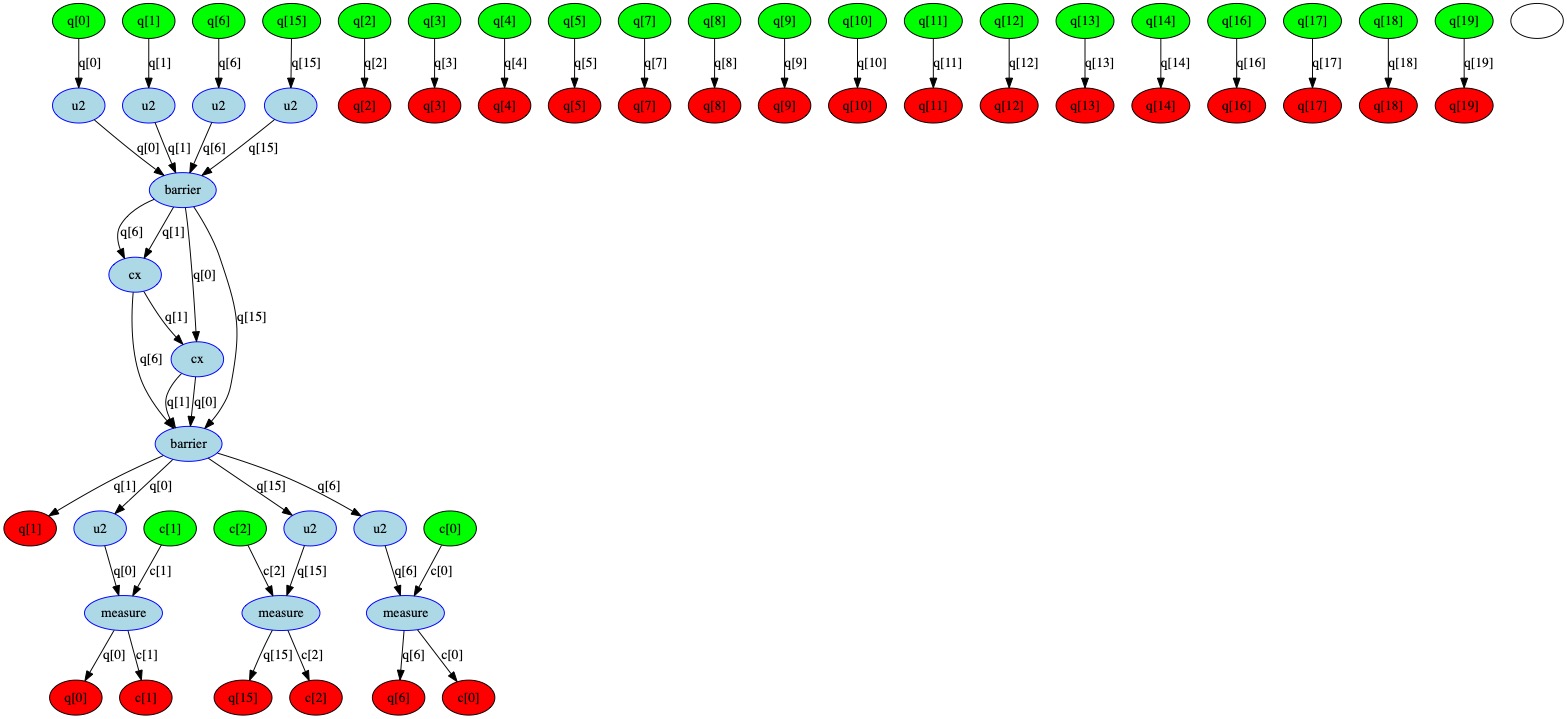 q[0] q[1] q[6] q[15] q[2] q[3] q[4] q[5] q[7] q[8] q[9] q[10] q[11] q[12] q[13] q[14] q[16] q[17] q[18] q[19]
q[0] q[1] q[6] q[15] q[2] q[3] q[4] q[5] q[7] q[8] q[9] q[10] q[11] q[12] q[13] q[14] q[16] q[17] q[18] q[19]
u2 u2 u2 u2 q[2] q[3] q[4] q[5] q[7] q[8] q[9] q[10] q[11] q[12] q[13] q[14] q[16] q[17] q[18] q[19]
q[0] q[1] q[6] q[15]
barrier
q[6] q[1]
cx q[0]
q[1] q[15]
q[6] cx
q[1] q[0]
barrier
q[1] q[0] q[15] q[6]
q[1] u2 c[1] c[2] u2 u2 c[0]
q[0] c[1] c[2] q[15] q[6] c[0]
measure measure measure
q[0] c[1] q[15] c[2] q[6] c[0]
q[0] c[1] q[15] c[2] q[6] c[0]